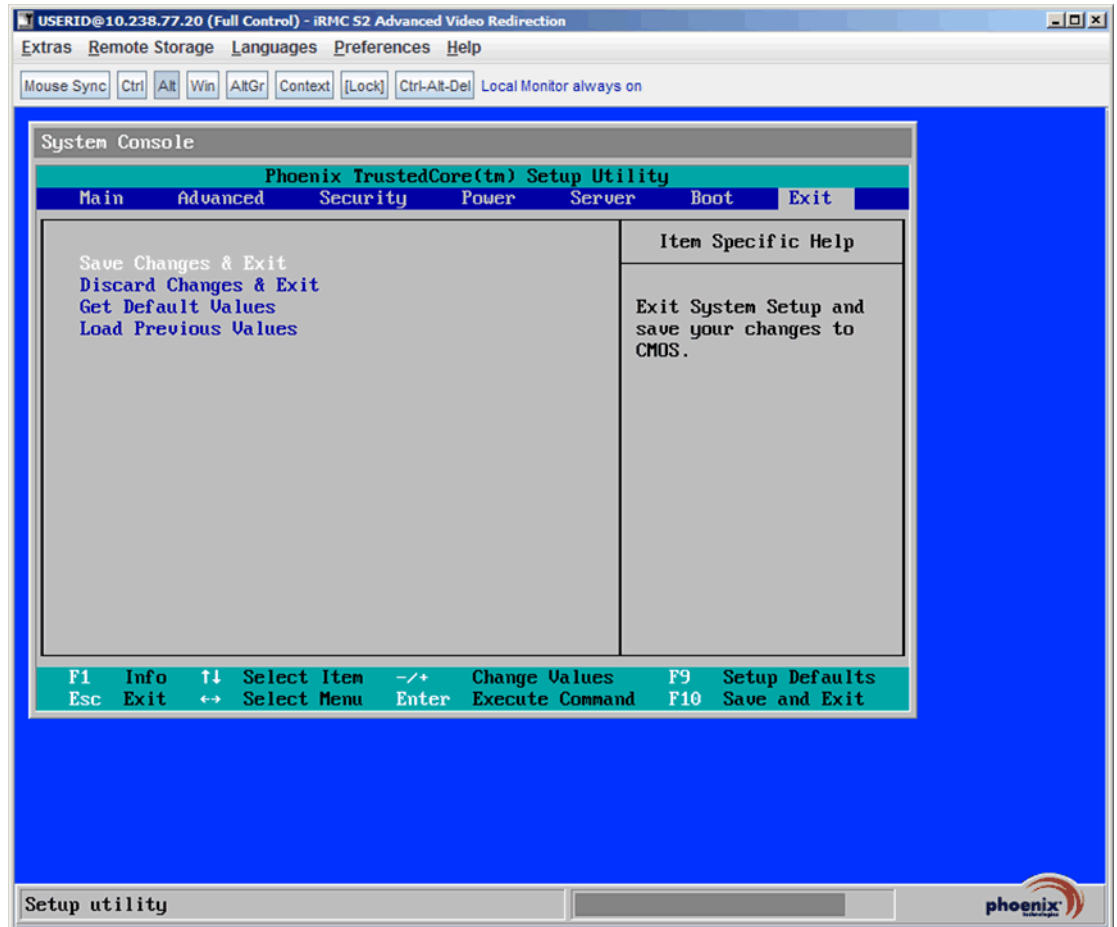 USERID@10.238.77.20 (Full Control) - iRMC S2 Advanced Video Redirection
Extras Remote Storage Languages Preferences Help
Mouse Sync Ctrl Alt Win AltGr Context [Lock] Ctrl-Alt-Del Local Monitor always on
System Console
Phoenix TrustedCore(tm) Setup Utility
Main Advanced Security Power Server Boot Exit
Item Specific Help
Save Changes & Exit
Discard Changes & Exit
Get Default Values
Load Previous Values
Exit System Setup and
save your changes to
CMOS.
F1 Info ↑↓ Select Item -/+ Change Values F9 Setup Defaults
Esc Exit ↔ Select Menu Enter Execute Command F10 Save and Exit
Setup utility
phoenix
technologies